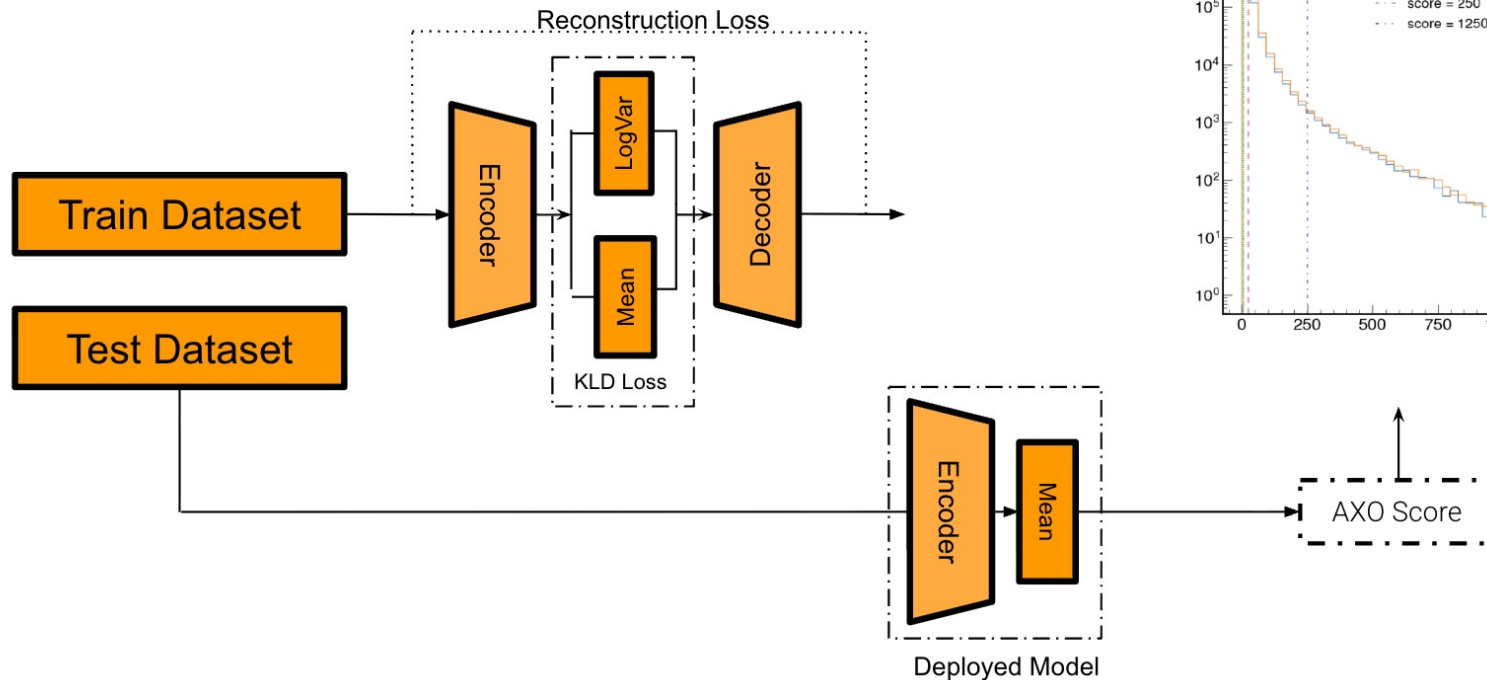 Reconstruction Loss
Train Dataset
Encoder
LogVar
Mean
Decoder
KLD Loss
Test Dataset
Encoder
Mean
Deployed Model
AXO Score
score = 250
score = 1250
10⁵
10⁴
10³
10²
10¹
10⁰
0 250 500 750